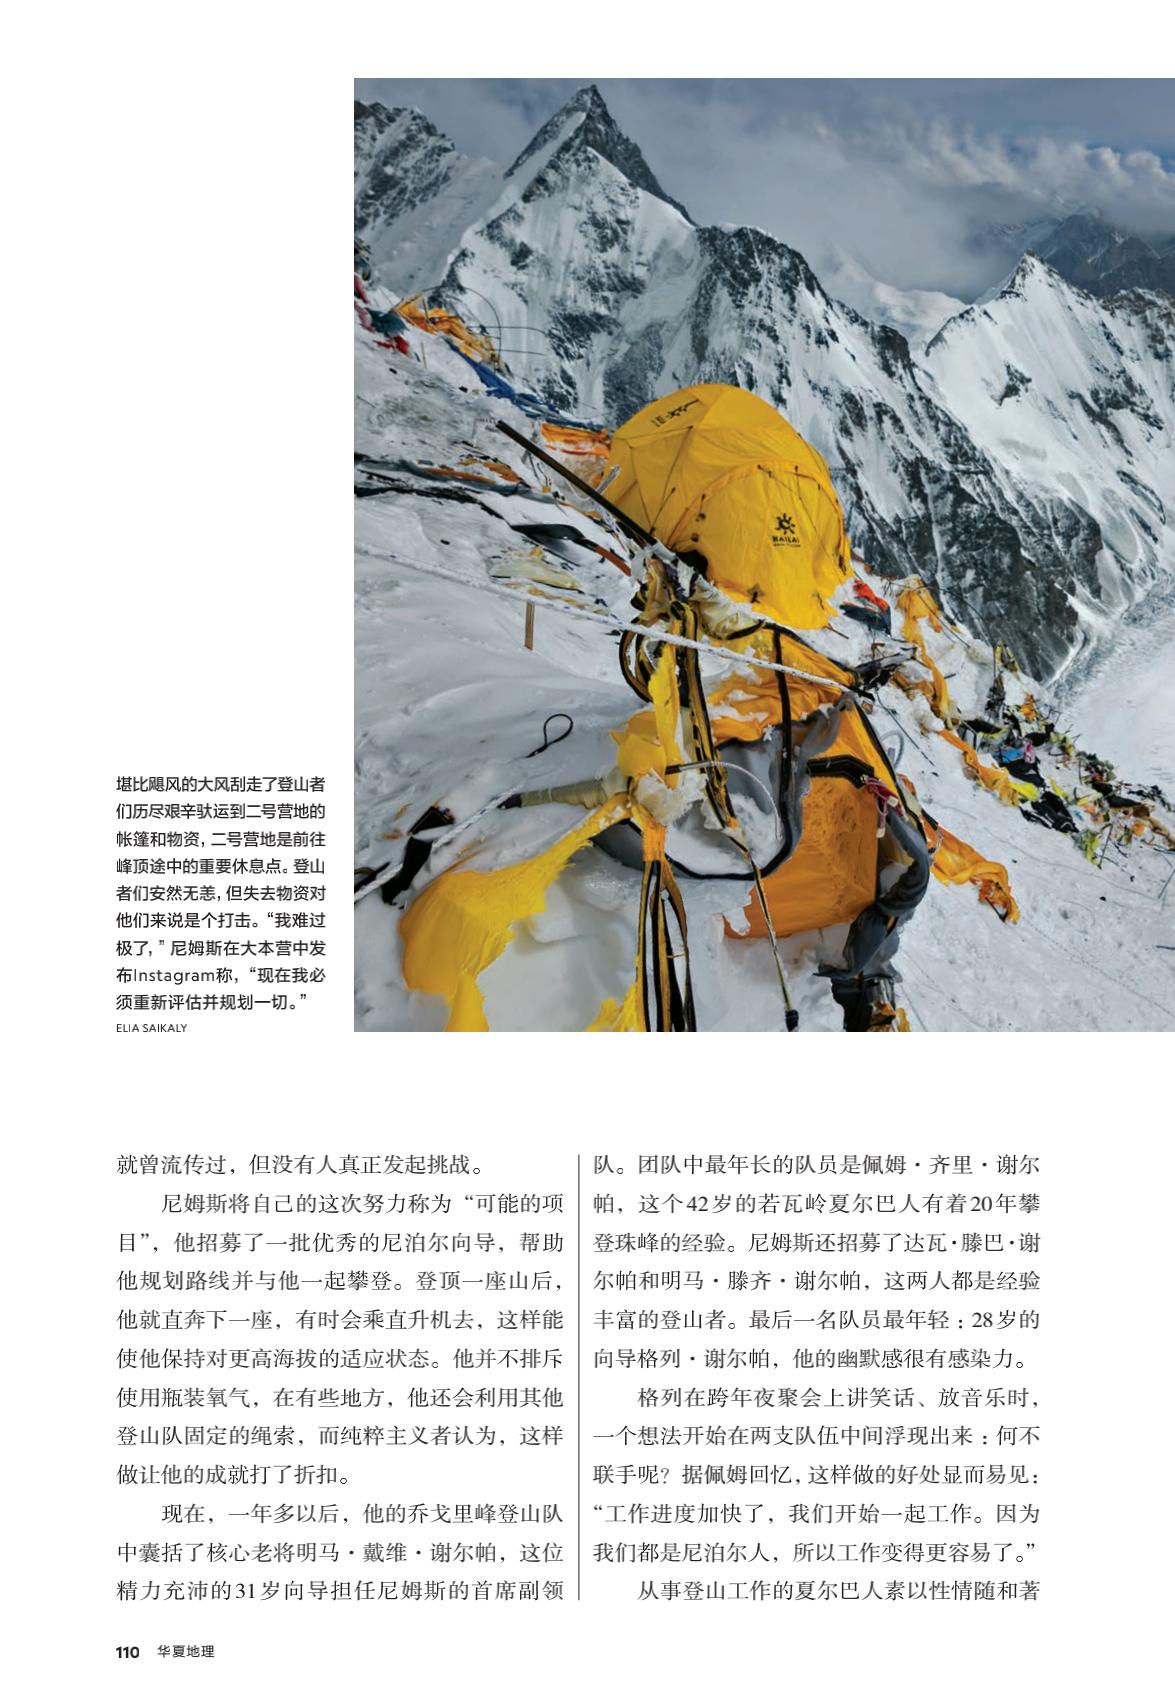 KAILAS
堪比飓风的大风刮走了登山者
们历尽艰辛驮运到二号营地的
帐篷和物资，二号营地是前往
峰顶途中的重要休息点。登山
者们安然无恙，但失去物资对
他们来说是个打击。“我难过
极了，”尼姆斯在大本营中发
布Instagram称，“现在我必
须重新评估并规划一切。”
ELIA SAIKALY
就曾流传过，但没有人真正发起挑战。
尼姆斯将自己的这次努力称为“可能的项
目”，他招募了一批优秀的尼泊尔向导，帮助
他规划路线并与他一起攀登。登顶一座山后，
他就直奔下一座，有时会乘直升机去，这样能
使他保持对更高海拔的适应状态。他并不排斥
使用瓶装氧气，在有些地方，他还会利用其他
登山队固定的绳索，而纯粹主义者认为，这样
做让他的成就打了折扣。
现在，一年多以后，他的乔戈里峰登山队
中囊括了核心老将明马·戴维·谢尔帕，这位
精力充沛的31岁向导担任尼姆斯的首席副领
队。团队中最年长的队员是佩姆·齐里·谢尔
帕，这个42岁的若瓦岭夏尔巴人有着20年攀
登珠峰的经验。尼姆斯还招募了达瓦·滕巴·谢
尔帕和明马·滕齐·谢尔帕，这两人都是经验
丰富的登山者。最后一名队员最年轻：28岁的
向导格列·谢尔帕，他的幽默感很有感染力。
格列在跨年夜聚会上讲笑话、放音乐时，
一个想法开始在两支队伍中间浮现出来：何不
联手呢？据佩姆回忆，这样做的好处显而易见：
“工作进度加快了，我们开始一起工作。因为
我们都是尼泊尔人，所以工作变得更容易了。”
从事登山工作的夏尔巴人素以性情随和著
110 华夏地理